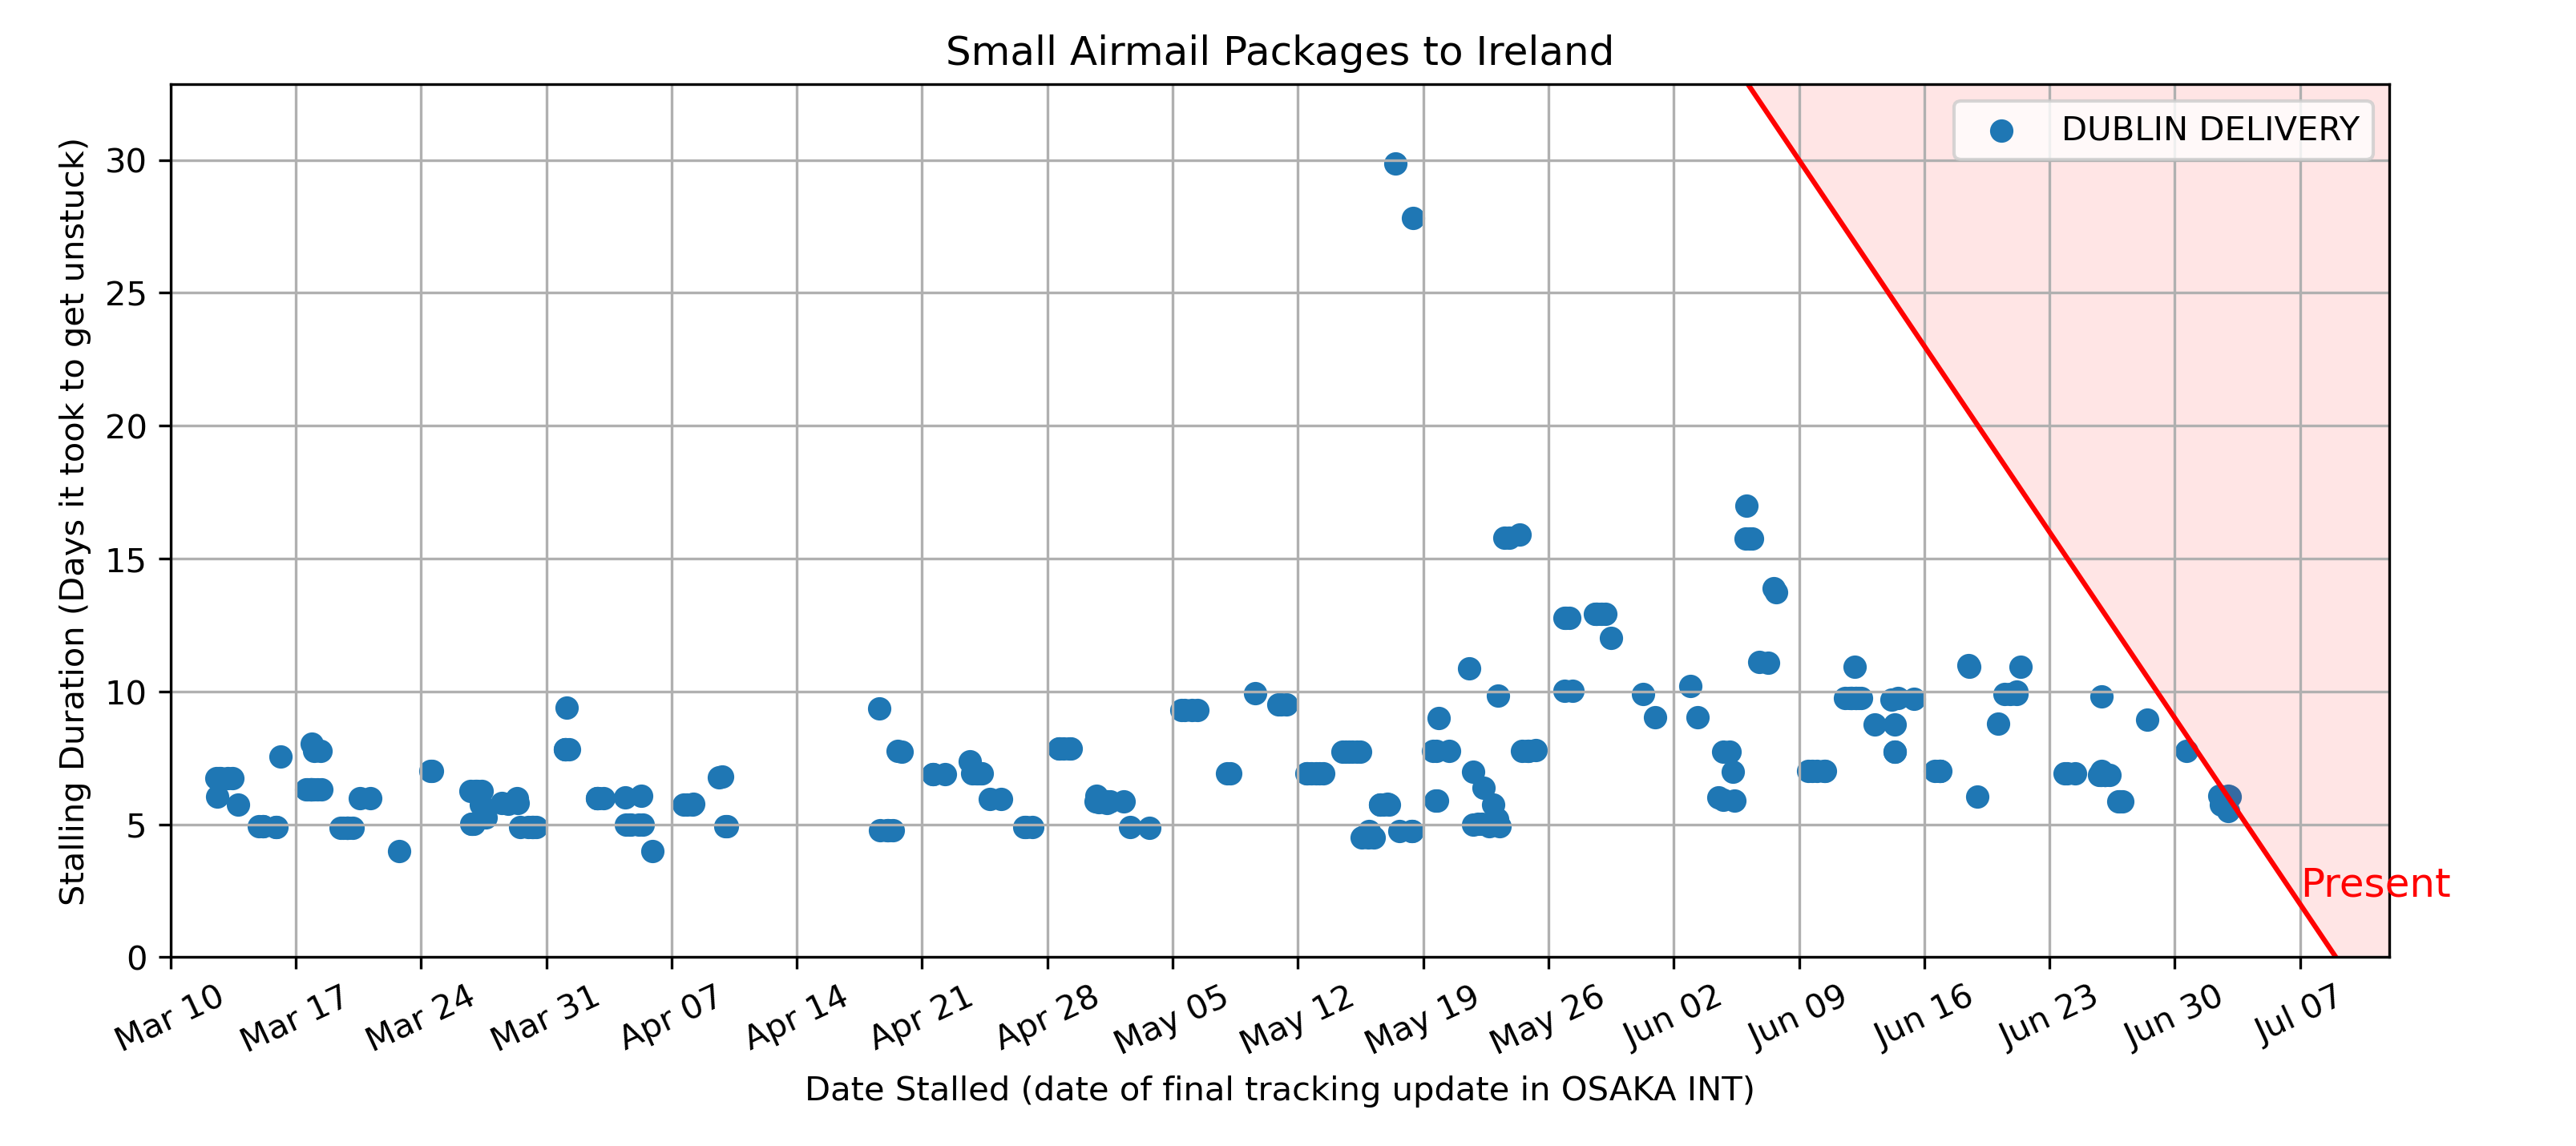 Small Airmail Packages to Ireland
DUBLIN DELIVERY
Stalling Duration (Days it took to get unstuck)
30
25
20
15
10
5
0
Present
Mar 10
Mar 17
Mar 24
Mar 31
Apr 07
Apr 14
Apr 21
Apr 28
May 05
May 12
May 19
May 26
Jun 02
Jun 09
Jun 16
Jun 23
Jun 30
Jul 07
Date Stalled (date of final tracking update in OSAKA INT)